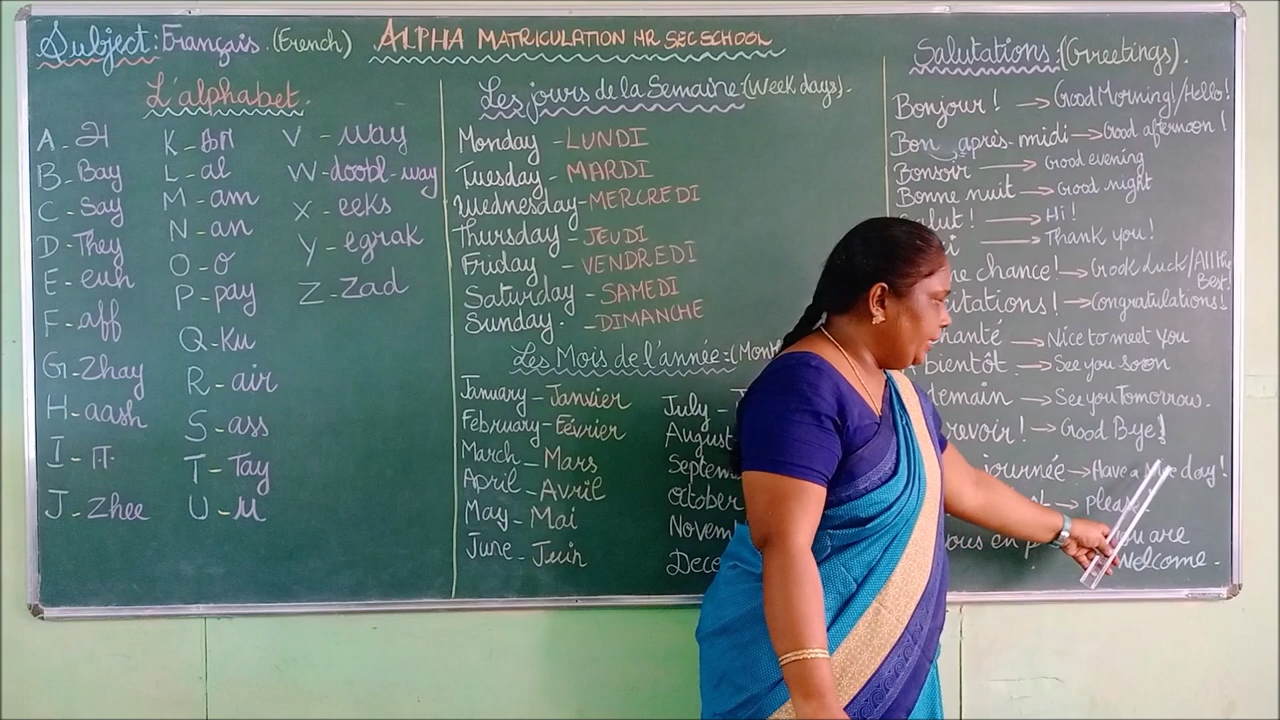 Subject: Français. (French) ALPHA MATRICULATION HR SEC SCHOOL
L'alphabet.
A - அ
B - Bay
C - Say
D - They
E - euh
F - aff
G - Zhay
H - aash
I - ஈ
J - Zhee
K - கா
L - al
M - am
N - an
O - o
P - pay
Q - Ku
R - air
S - ass
T - Tay
U - u
V - way
W - doobl-way
X - eeks
Y - egrak
Z - Zad
Les jours de la Semaine: (Week days).
Monday - LUNDI
Tuesday - MARDI
Wednesday - MERCREDI
Thursday - JEUDI
Friday - VENDREDI
Saturday - SAMEDI
Sunday. - DIMANCHE
Les Mois de l'année: (Mont
January - Janvier
February - Février
March - Mars
April - Avril
May - Mai
June - Juin
July -
August
Septem
October
Novem
Dece
Salutations: (Greetings).
Bonjour! → Good Morning!/Hello!
Bon après-midi → Good afternoon!
Bonsoir → Good evening
Bonne nuit → Good night
Salut! → Hi!
i → Thank you!
ne chance! → Good Luck/All the Best!
itations! → Congratulations!
hanté → Nice to meet you
bientôt → See you soon
demain → See you Tomorrow.
revoir! → Good Bye!
journée → Have a Nice day!
→ please
ous en p
ou are
Welcome.